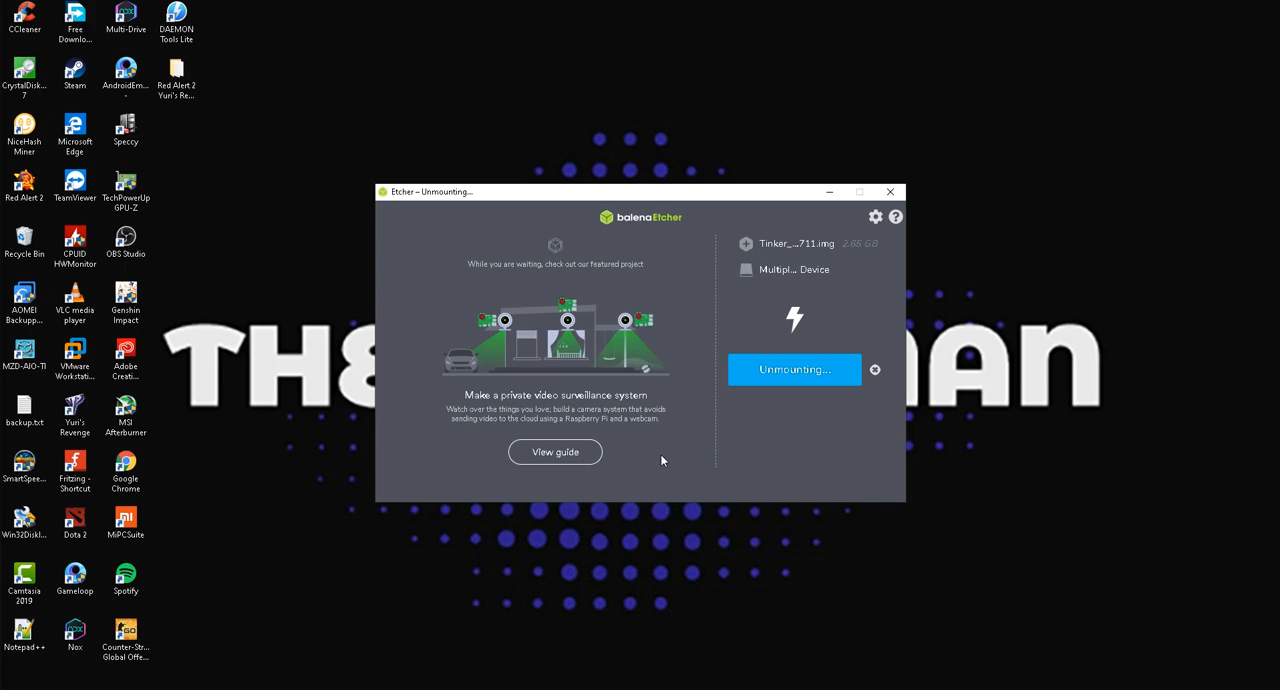 CCleaner
Free
Downlo...
Multi-Drive
DAEMON
Tools Lite
CrystalDisk...
7
Steam
AndroidEm...
-
Red Alert 2
Yuri's Re...
NiceHash
Miner
Microsoft
Edge
Speccy
Red Alert 2
TeamViewer
TechPowerUp
GPU-Z
Recycle Bin
CPUID
HWMonitor
OBS Studio
AOMEI
Backupp...
VLC media
player
Genshin
Impact
MZD-AIO-TI
VMware
Workstati...
Adobe
Creati...
backup.txt
Yuri's
Revenge
MSI
Afterburner
SmartSpee...
Fritzing -
Shortcut
Google
Chrome
Win32DiskI...
Dota 2
MiPCSuite
Camtasia
2019
Gameloop
Spotify
Notepad++
Nox
Counter-Str...
Global Offe...
Etcher – Unmounting...
balenaEtcher
While you are waiting, check out our featured project
Make a private video surveillance system
Watch over the things you love, build a camera system that avoids
sending video to the cloud using a Raspberry Pi and a webcam.
View guide
Tinker_...711.img 2.65 GB
Multipl... Device
Unmounting...